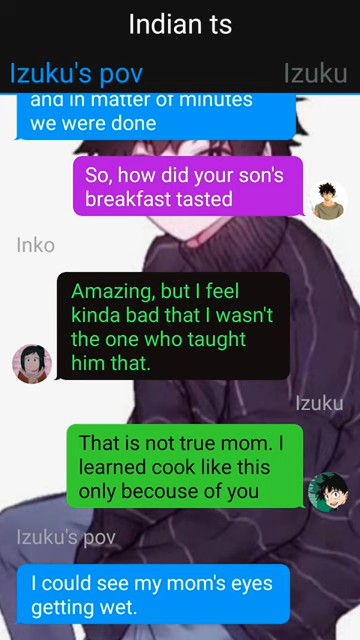 Indian ts
Izuku's pov
Izuku
and in matter of minutes
we were done
So, how did your son's
breakfast tasted
Inko
Amazing, but I feel
kinda bad that I wasn't
the one who taught
him that.
Izuku
That is not true mom. I
learned cook like this
only becouse of you
Izuku's pov
I could see my mom's eyes
getting wet.